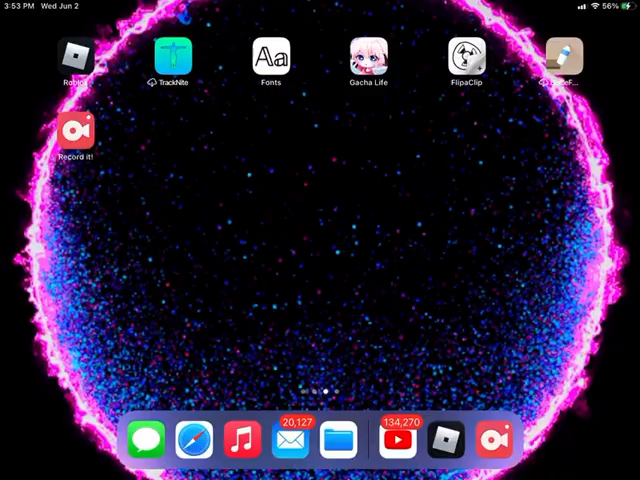 3:53 PM Wed Jun 2
56%
Roblox
TrackNite
Aa
Fonts
Gacha Life
FlipaClip
Record it!
20,127
134,270